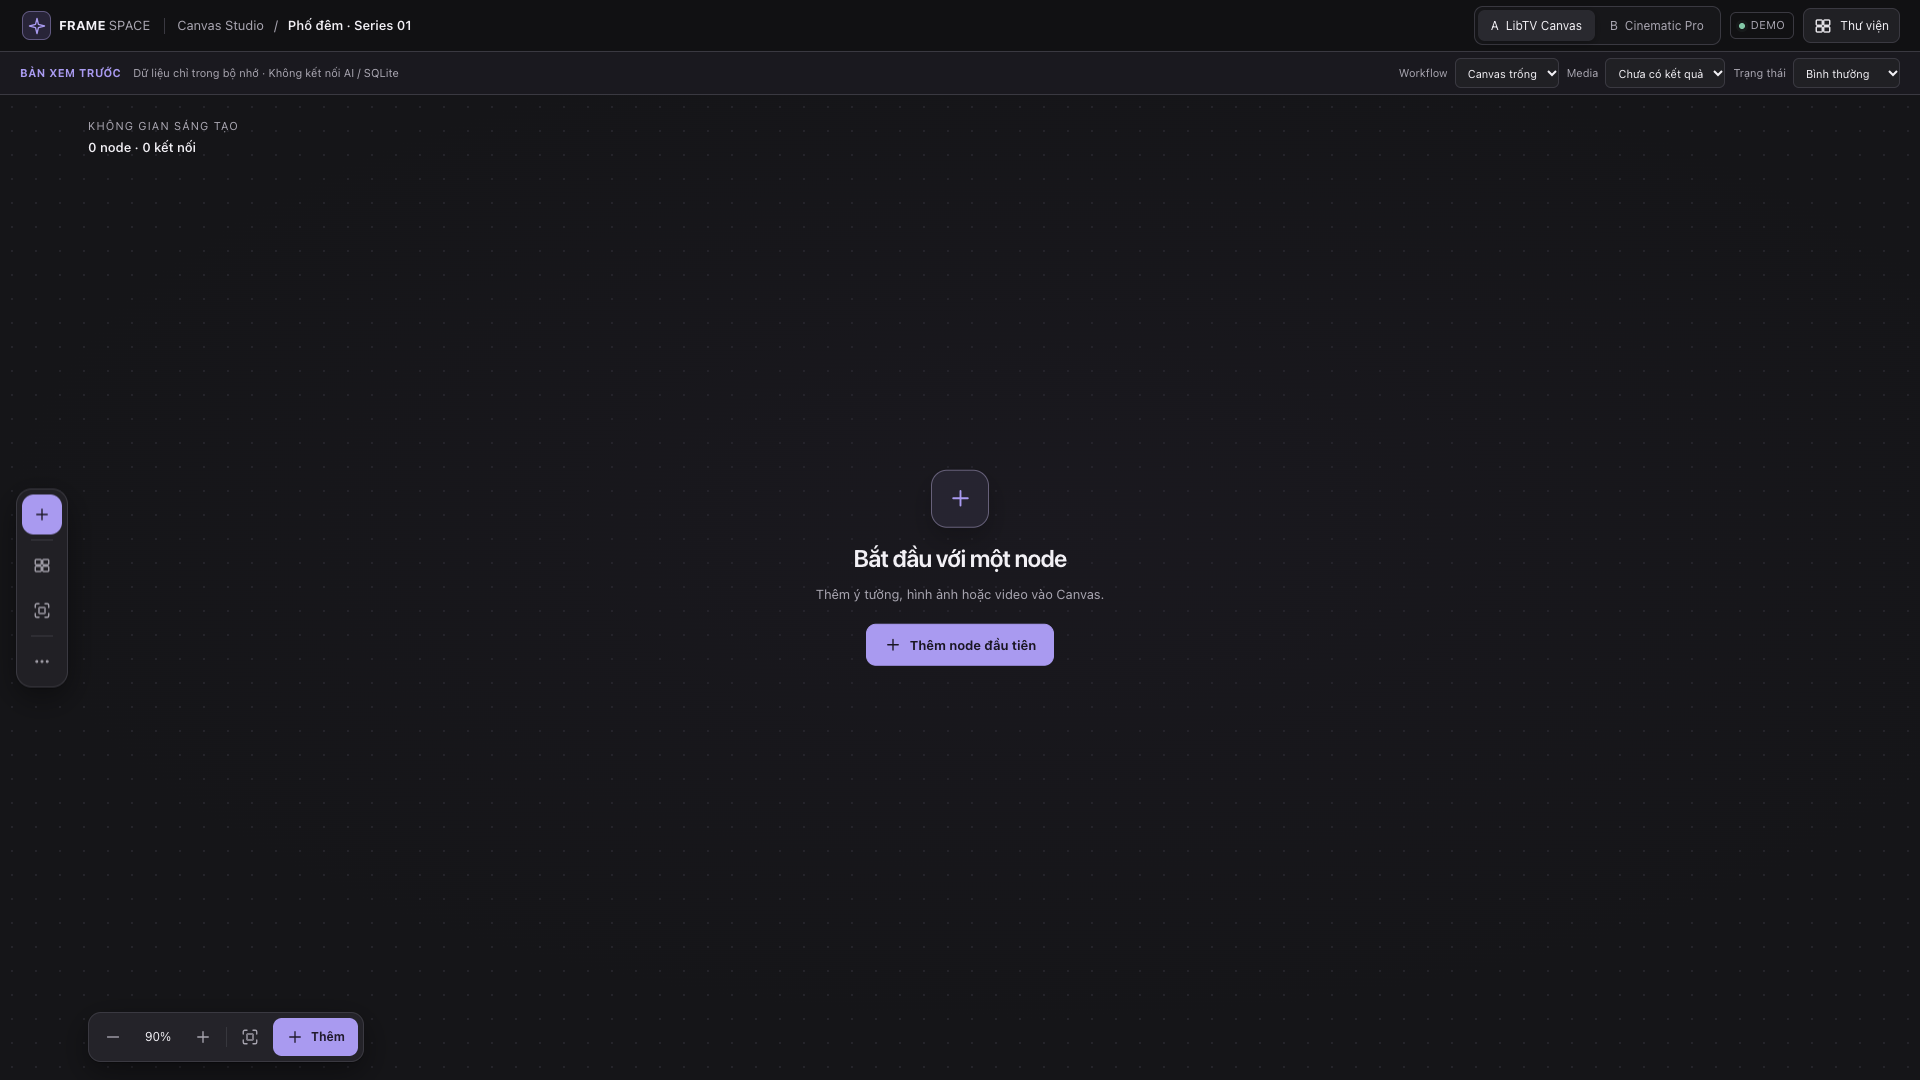 FRAME SPACE Canvas Studio / Phố đêm · Series 01 A LibTV Canvas B Cinematic Pro DEMO Thư viện
BẢN XEM TRƯỚC Dữ liệu chỉ trong bộ nhớ · Không kết nối AI / SQLite Workflow Canvas trống Media Chưa có kết quả Trạng thái Bình thường
KHÔNG GIAN SÁNG TẠO
0 node · 0 kết nối
Bắt đầu với một node
Thêm ý tưởng, hình ảnh hoặc video vào Canvas.
Thêm node đầu tiên
90% Thêm